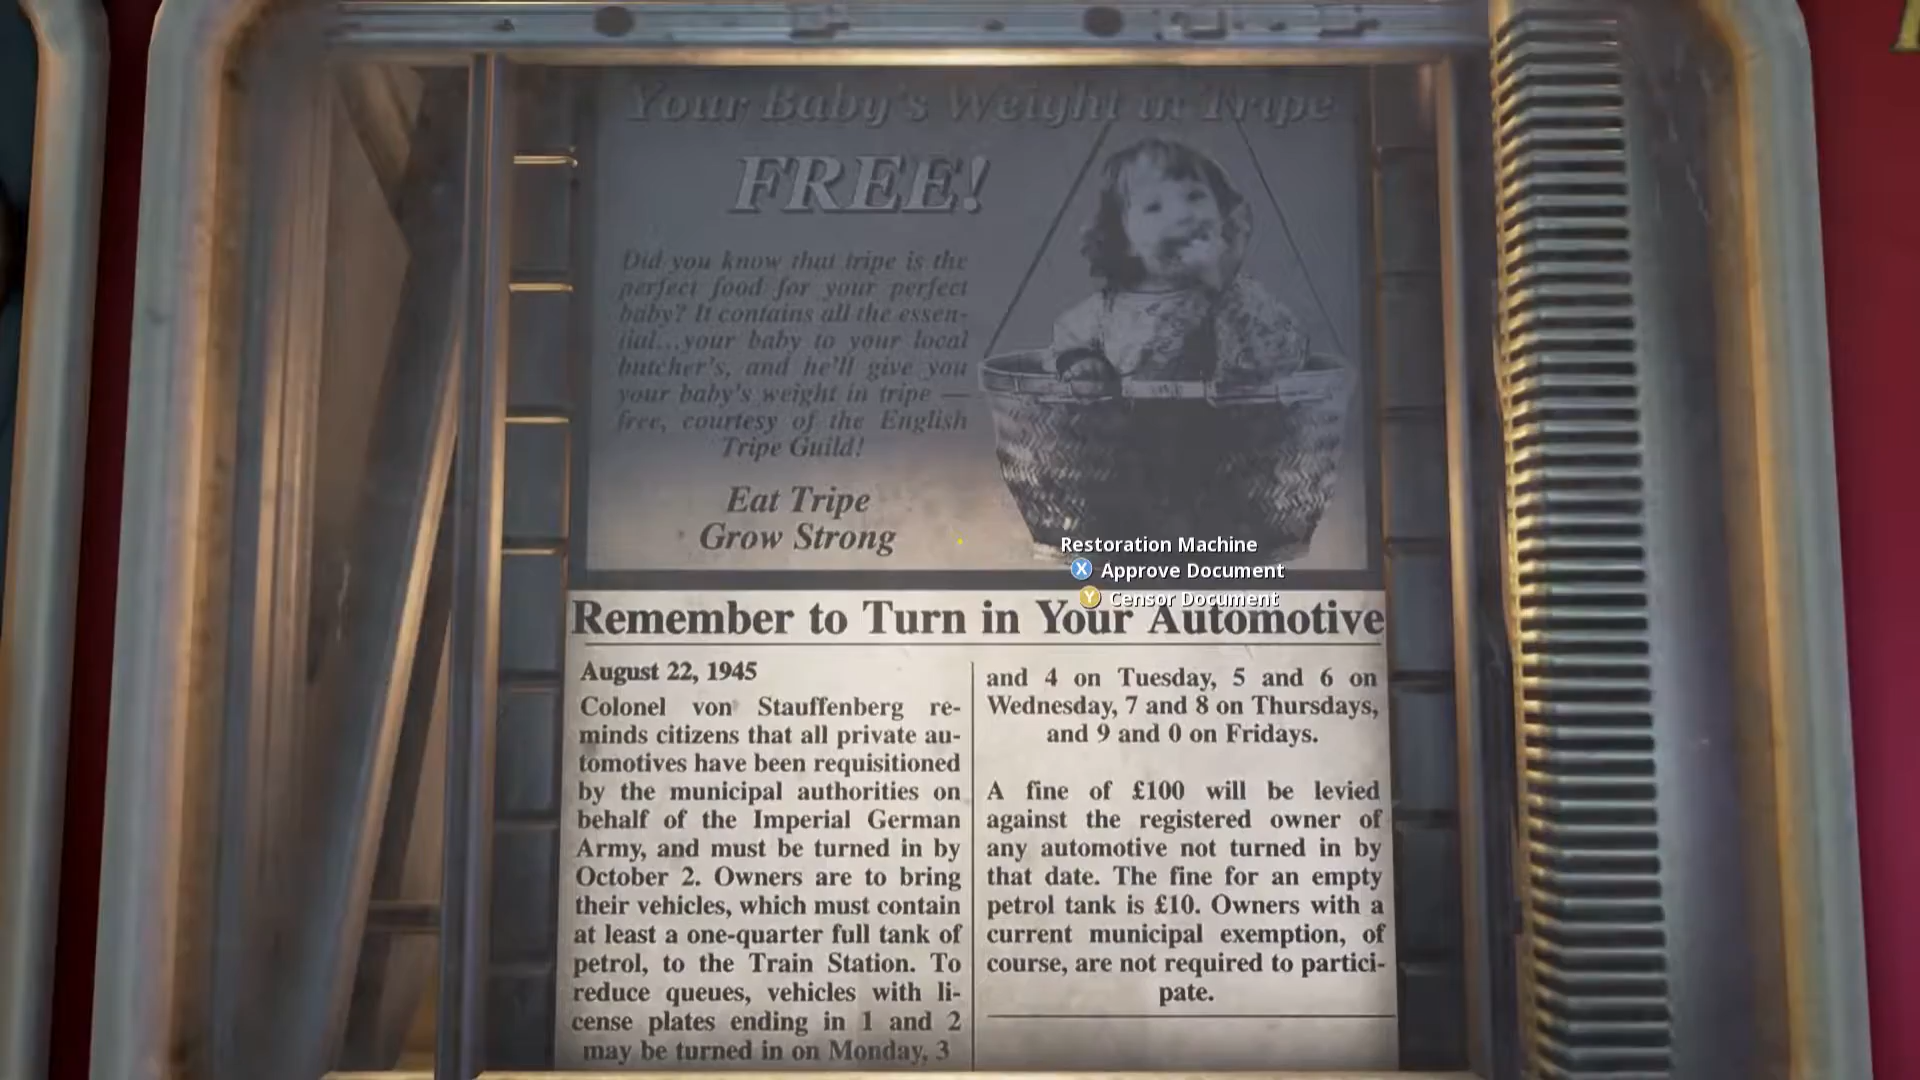 Your Baby's Weight in Tripe
FREE!
Did you know that tripe is the
perfect food for your perfect
baby? It contains all the essen-
tial...your baby to your local
butcher's, and he'll give you
your baby's weight in tripe —
free, courtesy of the English
Tripe Guild!
Eat Tripe
Grow Strong
Restoration Machine
X Approve Document
Y Censor Document
Remember to Turn in Your Automotive
August 22, 1945
Colonel von Stauffenberg re-
minds citizens that all private au-
tomotives have been requisitioned
by the municipal authorities on
behalf of the Imperial German
Army, and must be turned in by
October 2. Owners are to bring
their vehicles, which must contain
at least a one-quarter full tank of
petrol, to the Train Station. To
reduce queues, vehicles with li-
cense plates ending in 1 and 2
may be turned in on Monday, 3
and 4 on Tuesday, 5 and 6 on
Wednesday, 7 and 8 on Thursdays,
and 9 and 0 on Fridays.
A fine of £100 will be levied
against the registered owner of
any automotive not turned in by
that date. The fine for an empty
petrol tank is £10. Owners with a
current municipal exemption, of
course, are not required to partici-
pate.